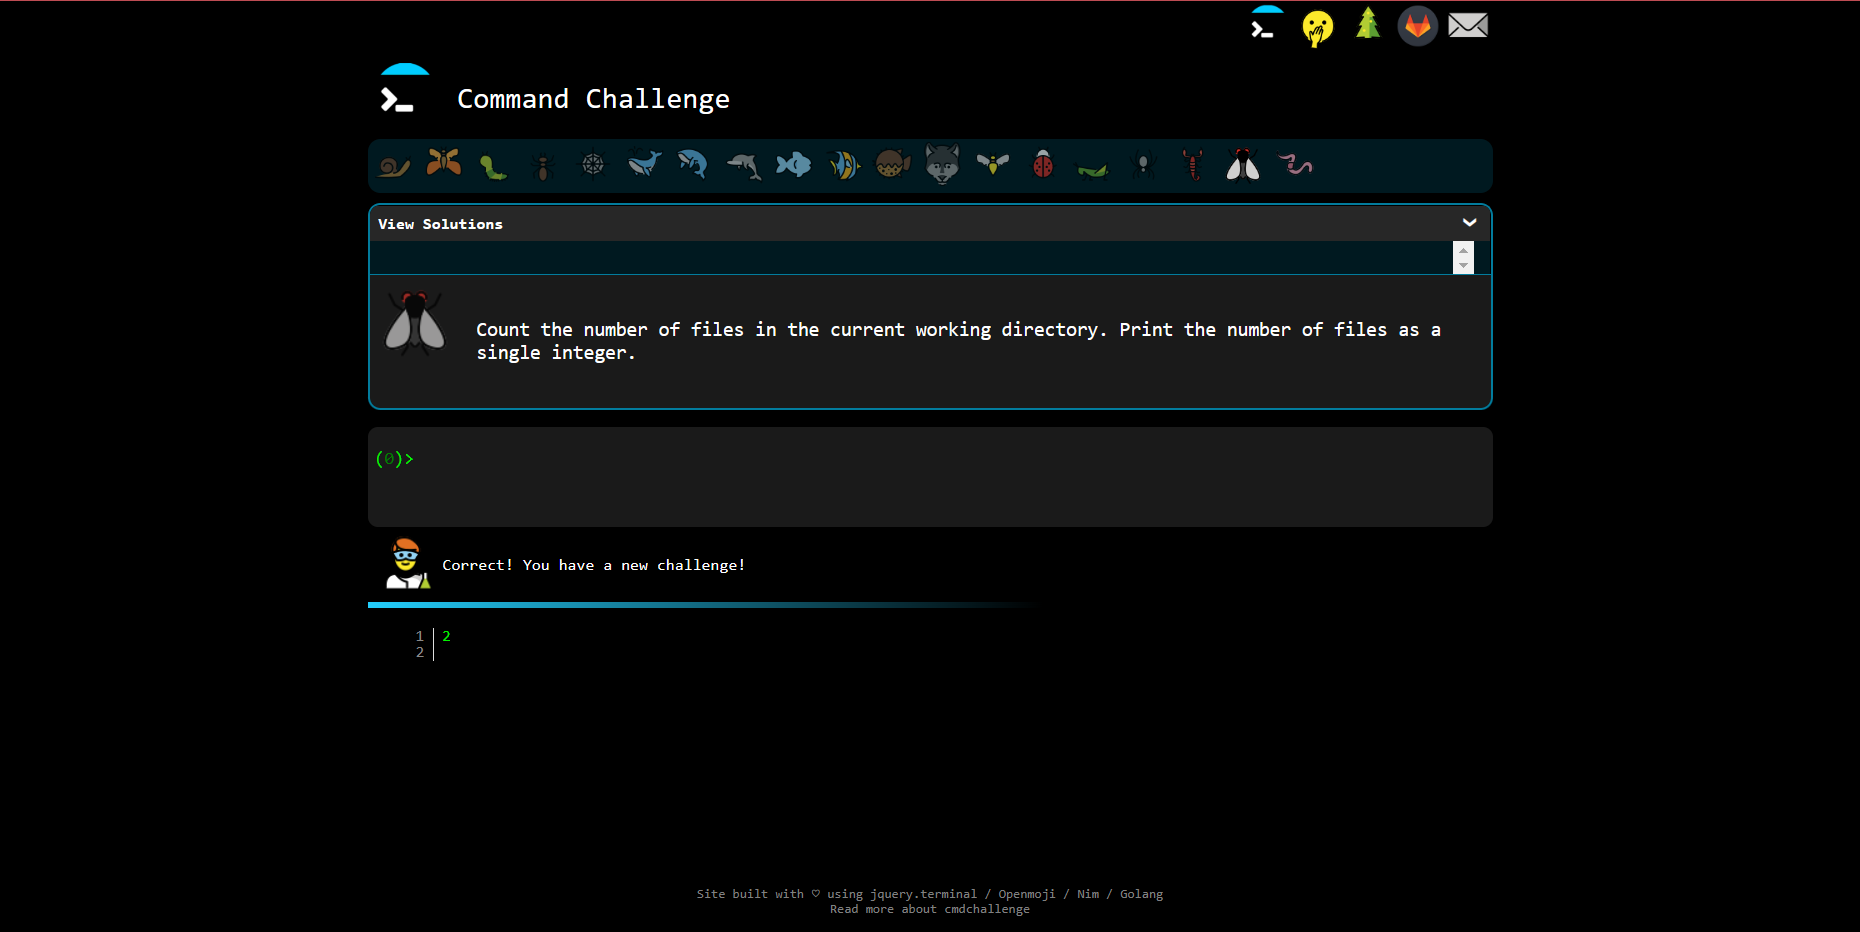 Command Challenge
View Solutions
Count the number of files in the current working directory. Print the number of files as a
single integer.
(0)>
Correct! You have a new challenge!
1 2
2
Site built with ♡ using jquery.terminal / Openmoji / Nim / Golang
Read more about cmdchallenge